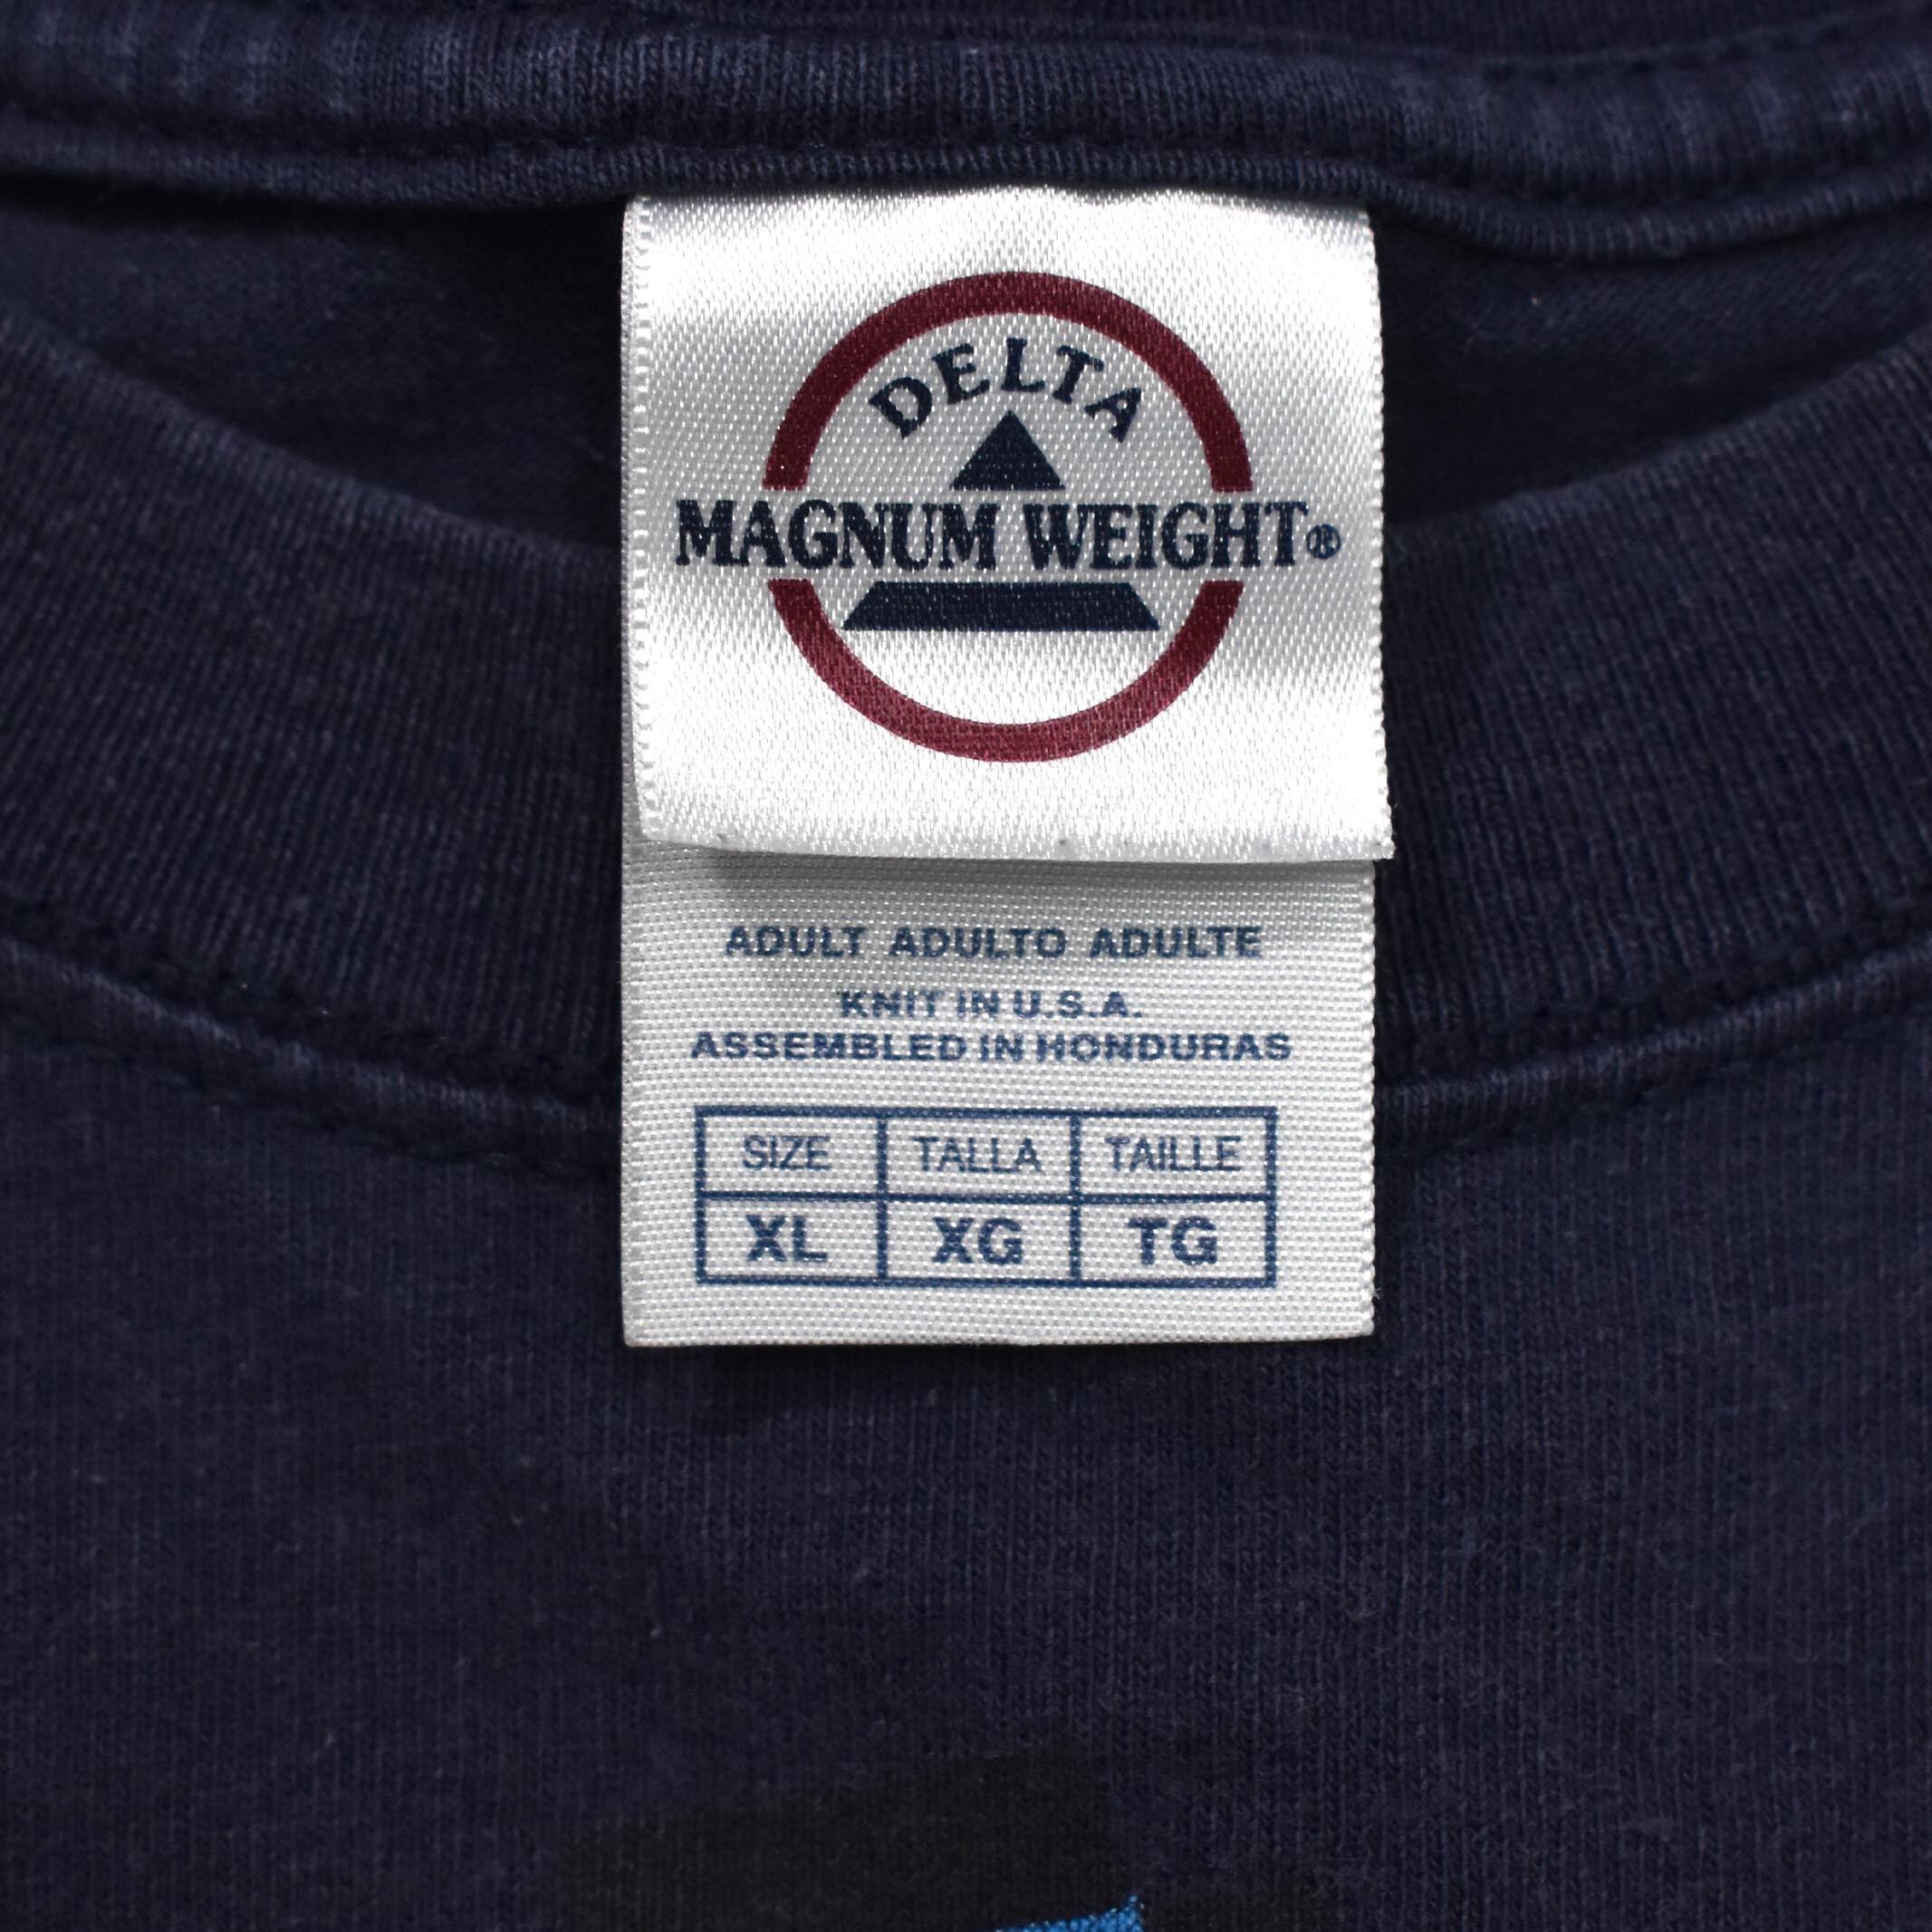 DELTA
MAGNUM WEIGHT®
ADULT ADULTO ADULTE
KNIT IN U.S.A.
ASSEMBLED IN HONDURAS
SIZE TALLA TAILLE
XL XG TG